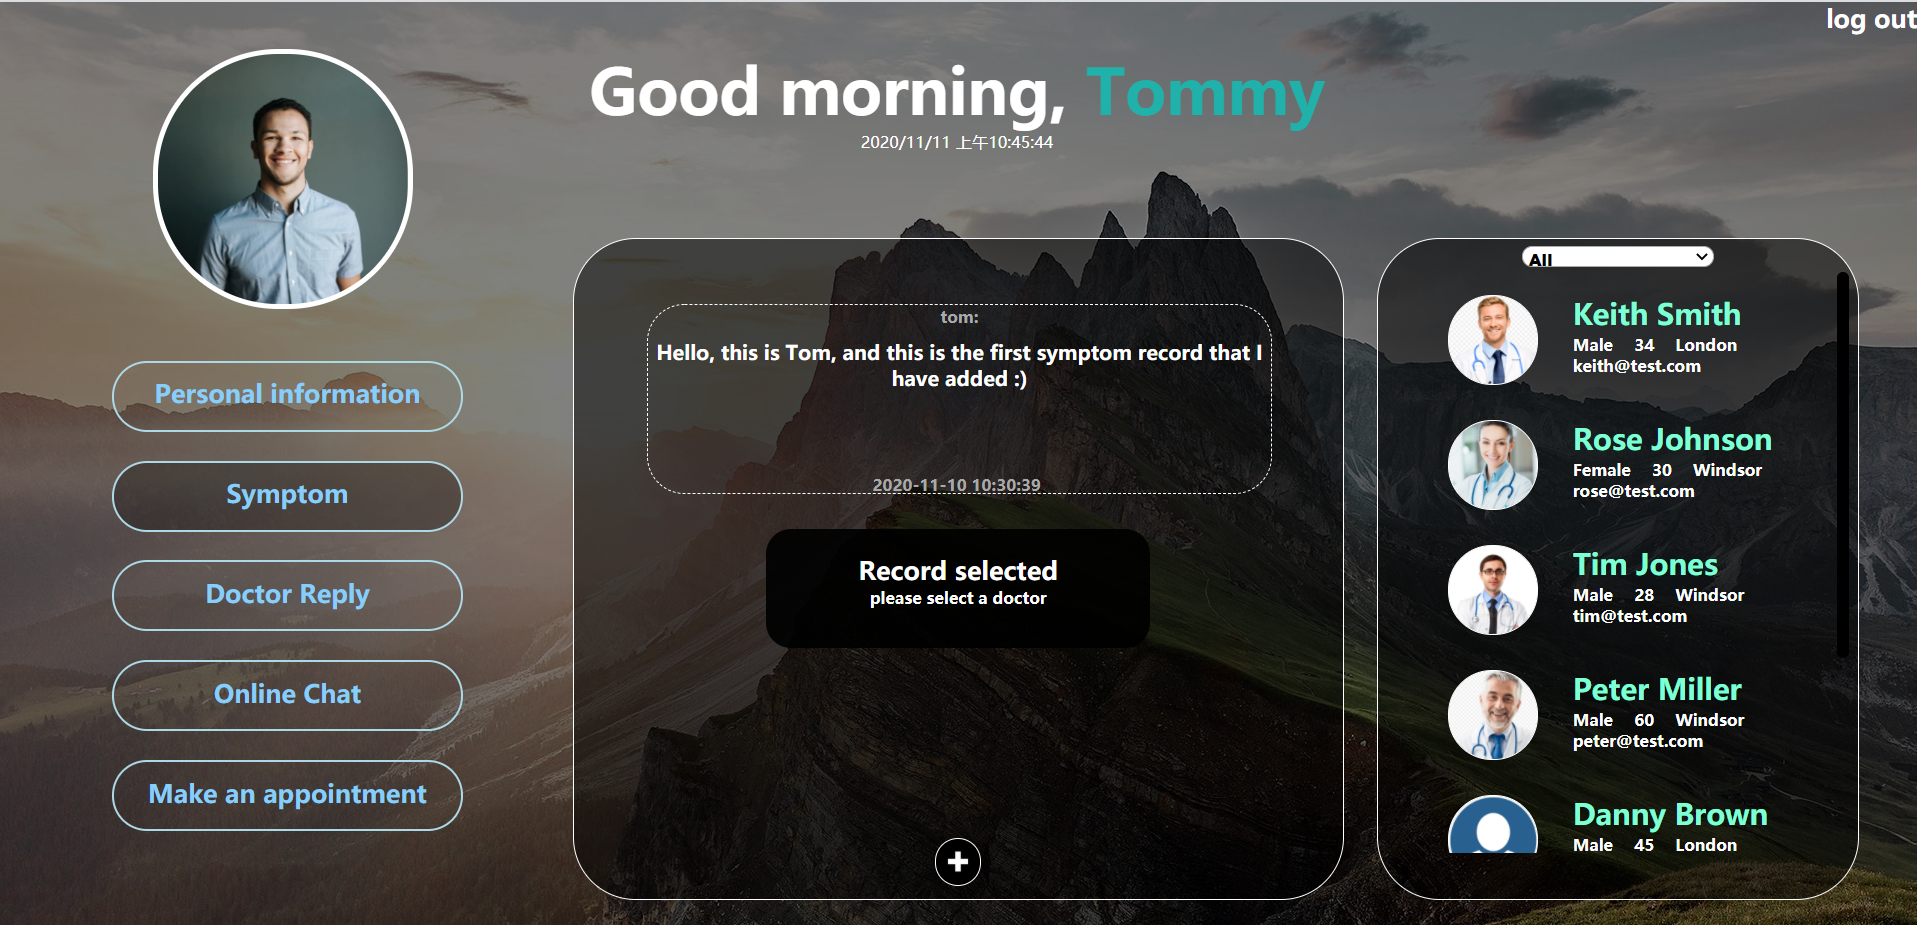 log out
Good morning, Tommy
2020/11/11 上午10:45:44
Personal information
Symptom
Doctor Reply
Online Chat
Make an appointment
tom:
Hello, this is Tom, and this is the first symptom record that I
have added :)
2020-11-10 10:30:39
Record selected
please select a doctor
All
Keith Smith
Male 34 London
keith@test.com
Rose Johnson
Female 30 Windsor
rose@test.com
Tim Jones
Male 28 Windsor
tim@test.com
Peter Miller
Male 60 Windsor
peter@test.com
Danny Brown
Male 45 London